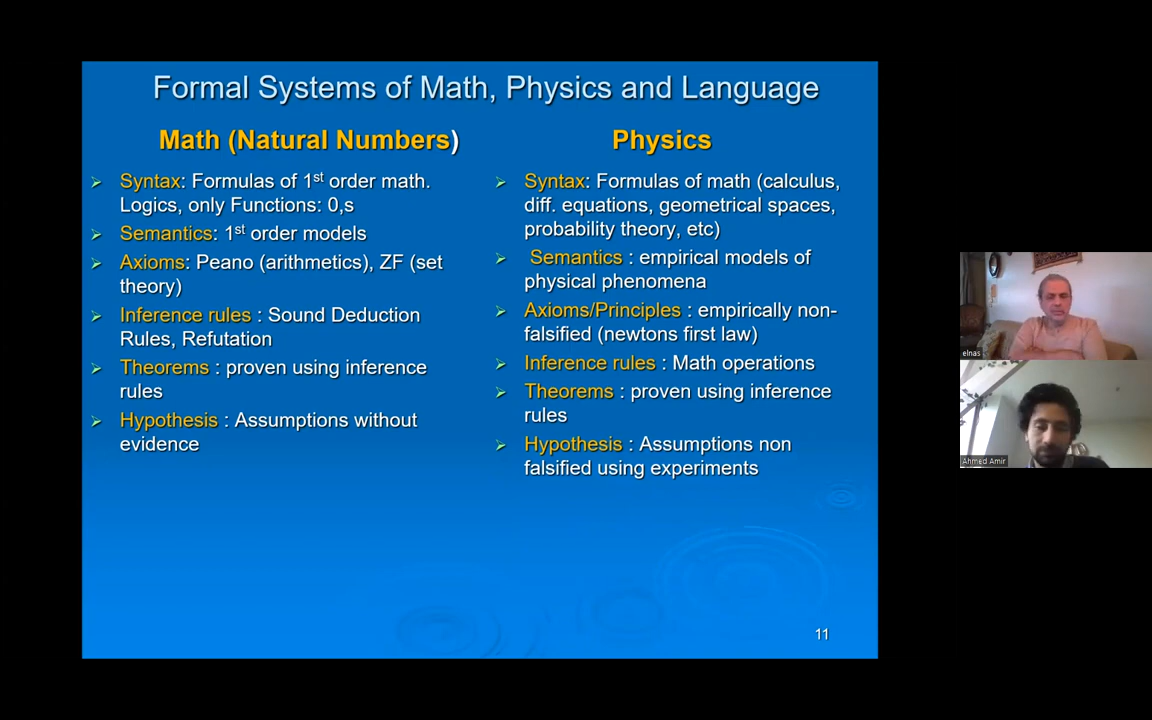 Formal Systems of Math, Physics and Language
Math (Natural Numbers)
➢ Syntax: Formulas of 1st order math.
Logics, only Functions: 0,s
➢ Semantics: 1st order models
➢ Axioms: Peano (arithmetics), ZF (set
theory)
➢ Inference rules : Sound Deduction
Rules, Refutation
➢ Theorems : proven using inference
rules
➢ Hypothesis : Assumptions without
evidence
Physics
➢ Syntax: Formulas of math (calculus,
diff. equations, geometrical spaces,
probability theory, etc)
➢ Semantics : empirical models of
physical phenomena
➢ Axioms/Principles : empirically non-
falsified (newtons first law)
➢ Inference rules : Math operations
➢ Theorems : proven using inference
rules
➢ Hypothesis : Assumptions non
falsified using experiments
11
elnas
Ahmed Amir